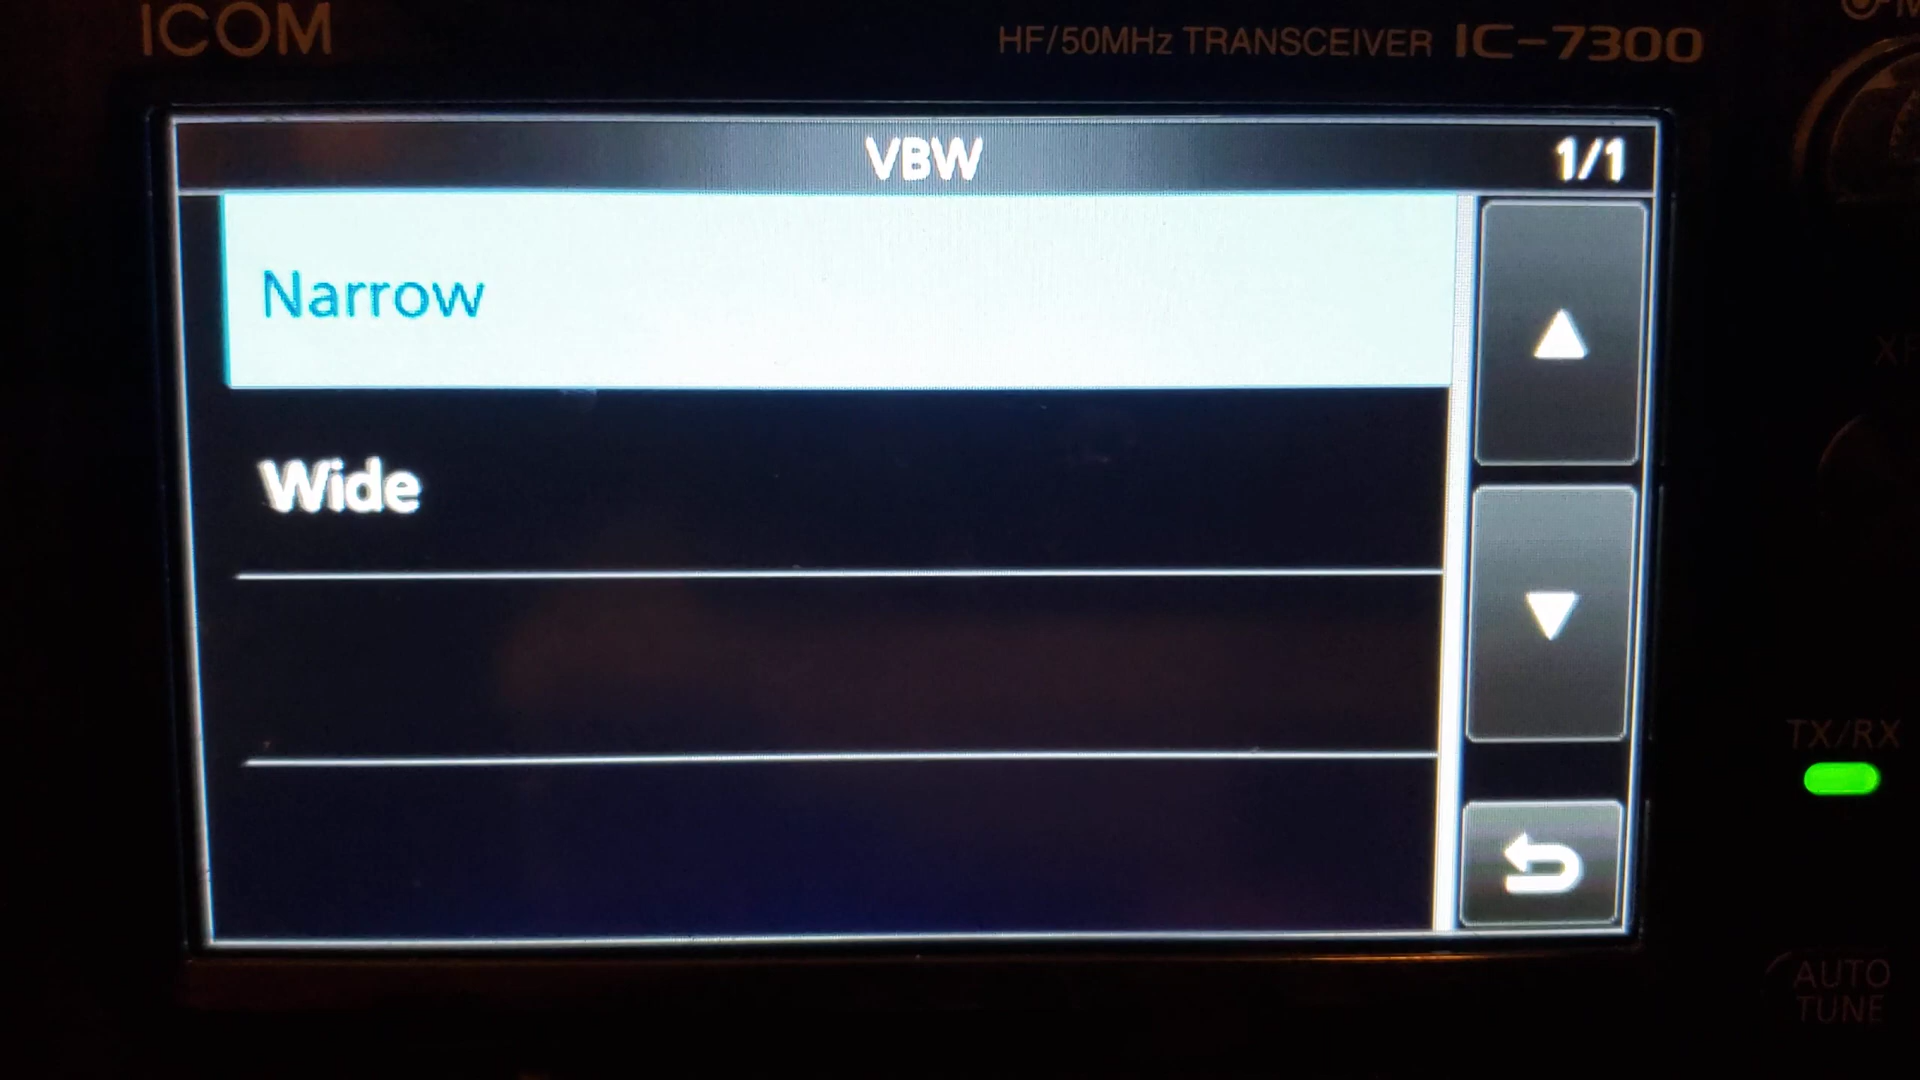 ICOM
HF/50MHz TRANSCEIVER IC-7300
VBW
1/1
Narrow
Wide
TX/RX
AUTO
TUNE